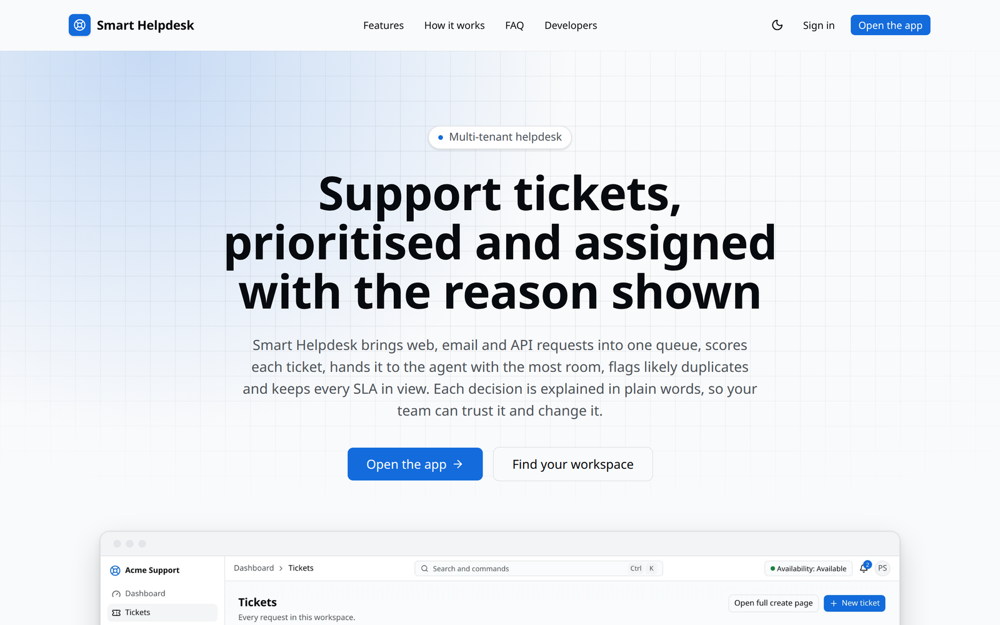 Smart Helpdesk
Features
How it works
FAQ
Developers
Sign in
Open the app
Multi-tenant helpdesk
Support tickets,
prioritised and assigned
with the reason shown
Smart Helpdesk brings web, email and API requests into one queue, scores
each ticket, hands it to the agent with the most room, flags likely duplicates
and keeps every SLA in view. Each decision is explained in plain words, so your
team can trust it and change it.
Open the app
Find your workspace
Acme Support
Dashboard
Tickets
Dashboard > Tickets
Search and commands
Ctrl K
Availability: Available
2
PS
Tickets
Every request in this workspace.
Open full create page
New ticket